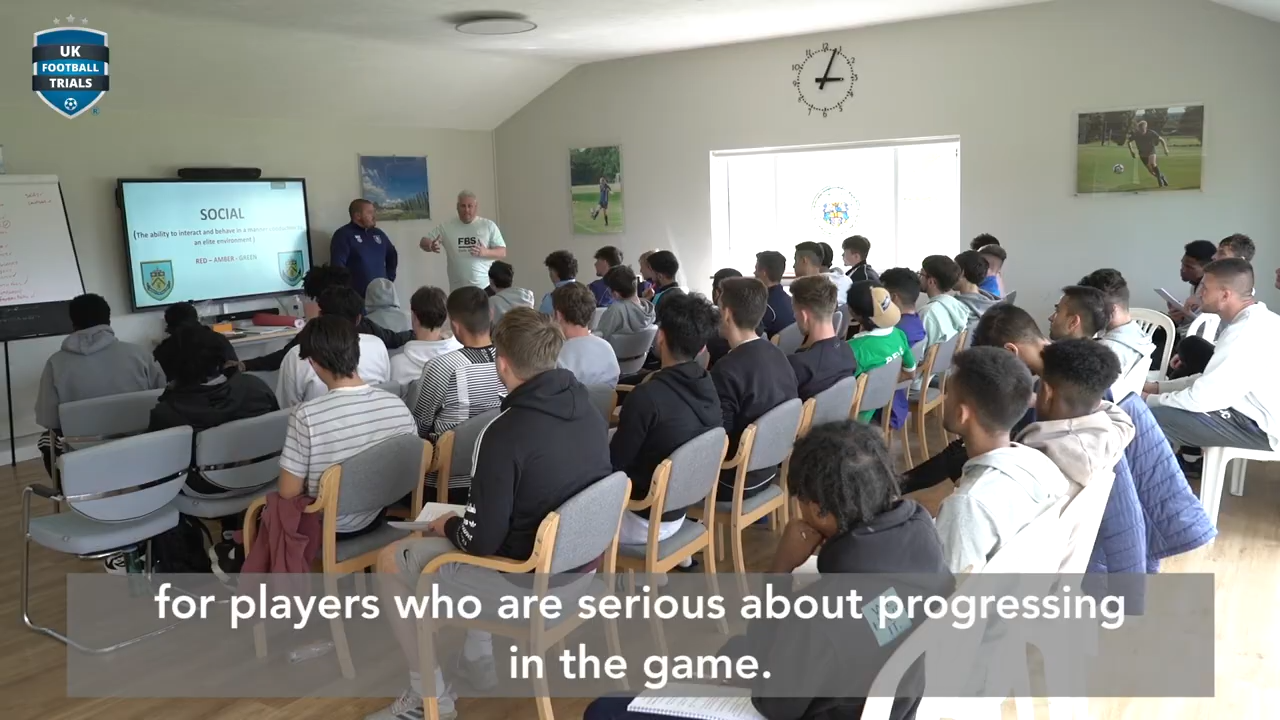 UK
FOOTBALL
TRIALS
SOCIAL
(The ability to interact and behave in a manner
an elite environment)
RED – AMBER - GREEN
FBS
for players who are serious about progressing
in the game.